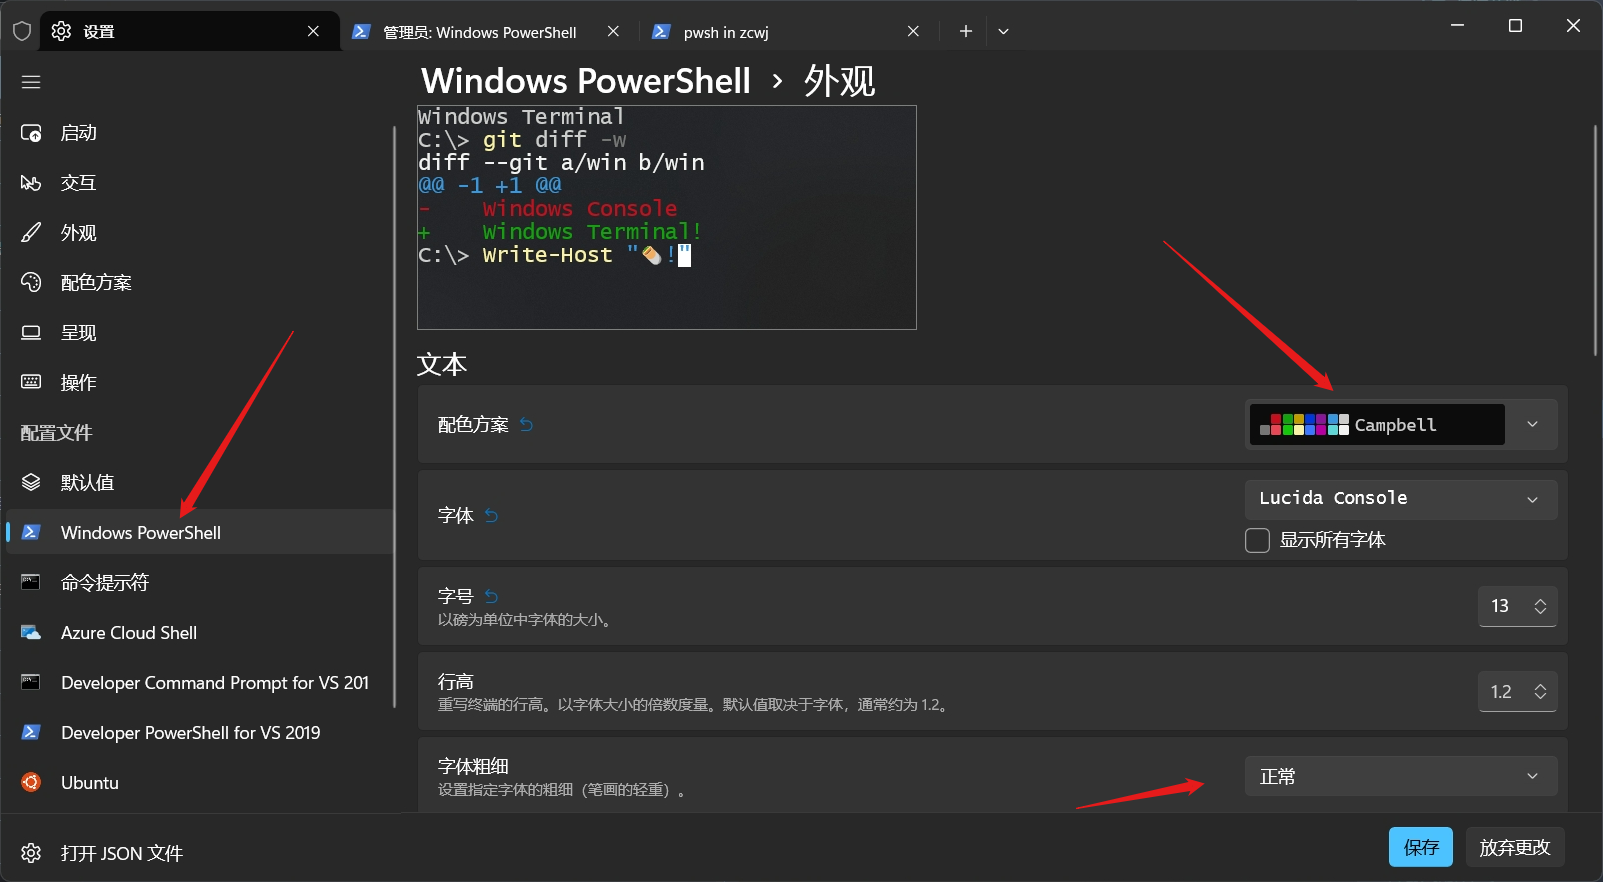 设置
管理员: Windows PowerShell
pwsh in zcwj
启动
交互
外观
配色方案
呈现
操作
配置文件
默认值
Windows PowerShell
命令提示符
Azure Cloud Shell
Developer Command Prompt for VS 201
Developer PowerShell for VS 2019
Ubuntu
打开 JSON 文件
Windows PowerShell › 外观
Windows Terminal
C:\> git diff -w
diff --git a/win b/win
@@ -1 +1 @@
-    Windows Console
+    Windows Terminal!
C:\> Write-Host "🌯!"
文本
配色方案
Campbell
字体
Lucida Console
显示所有字体
字号
以磅为单位中字体的大小。
13
行高
重写终端的行高。以字体大小的倍数度量。默认值取决于字体，通常约为 1.2。
1.2
字体粗细
设置指定字体的粗细（笔画的轻重）。
正常
保存
放弃更改